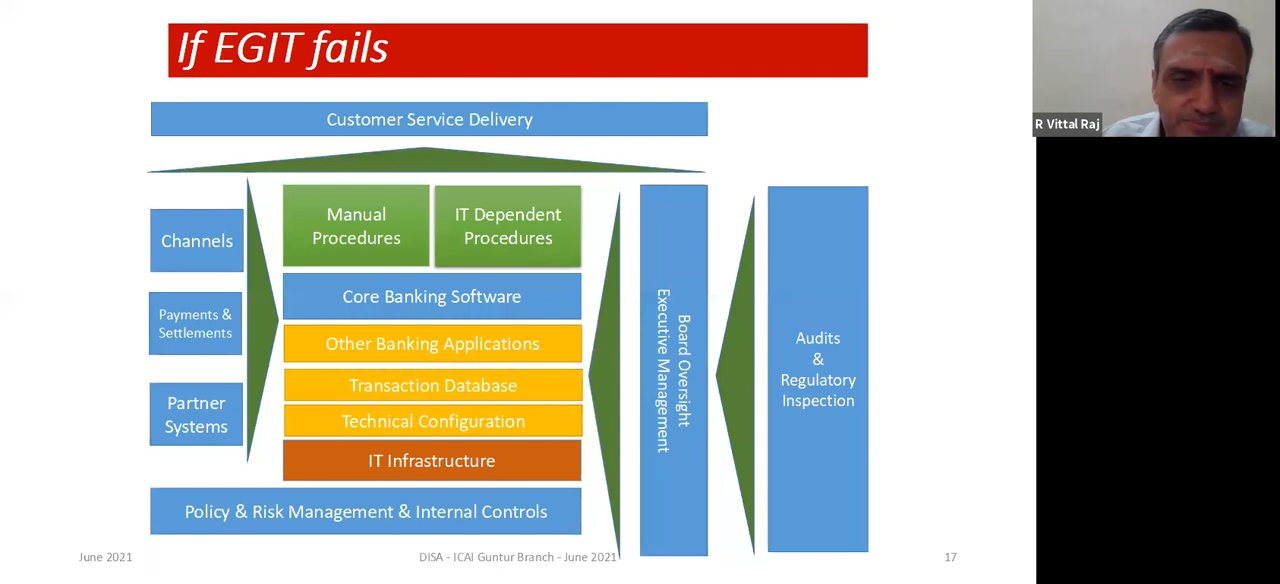 If EGIT fails
Customer Service Delivery
Channels
Payments &
Settlements
Partner
Systems
Manual
Procedures
IT Dependent
Procedures
Core Banking Software
Other Banking Applications
Transaction Database
Technical Configuration
IT Infrastructure
Policy & Risk Management & Internal Controls
Board Oversight
Executive Management
Audits
&
Regulatory
Inspection
R Vittal Raj
June 2021
DISA - ICAI Guntur Branch - June 2021
17